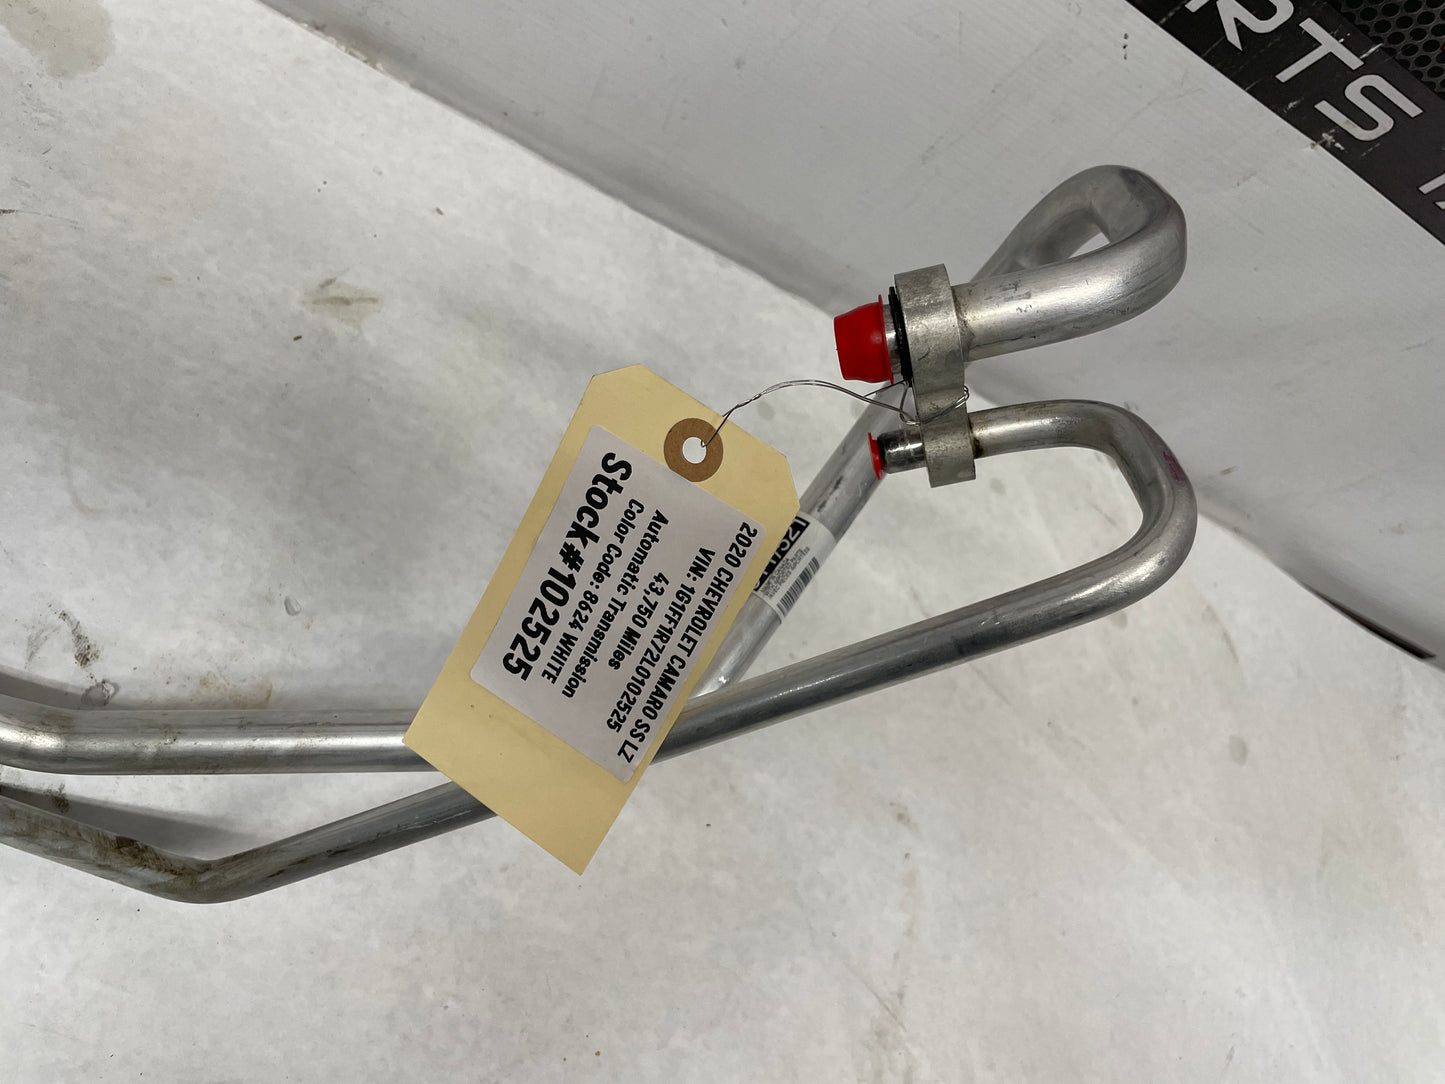 2020 CHEVROLET CAMARO SS LZ
VIN: 1G1FF1R72L0102525
43,750 Miles
Automatic Transmission
Color Code: 8624 WHITE
Stock#102525
RTS